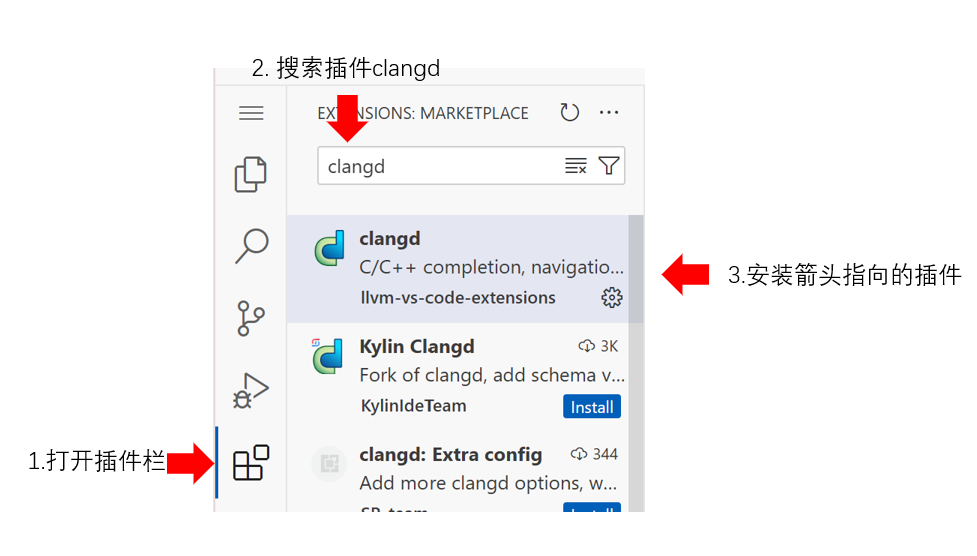 2. 搜索插件clangd
EXTENSIONS: MARKETPLACE
clangd
clangd
C/C++ completion, navigatio...
llvm-vs-code-extensions
3.安装箭头指向的插件
Kylin Clangd
3K
Fork of clangd, add schema v...
KylinIdeTeam
Install
1.打开插件栏
clangd: Extra config
344
Add more clangd options, w...